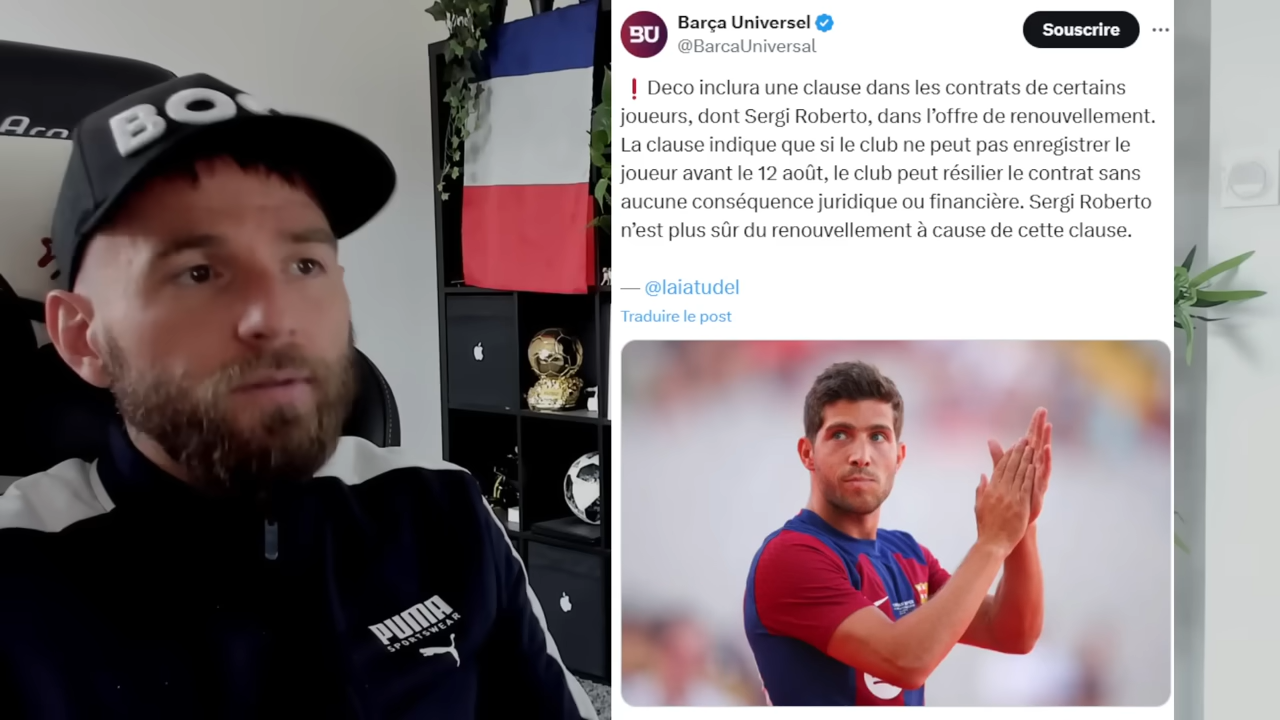 BO
PUMA
SPORTSWEAR
BU
Barça Universel
@BarcaUniversal
Souscrire
❗Deco inclura une clause dans les contrats de certains
joueurs, dont Sergi Roberto, dans l’offre de renouvellement.
La clause indique que si le club ne peut pas enregistrer le
joueur avant le 12 août, le club peut résilier le contrat sans
aucune conséquence juridique ou financière. Sergi Roberto
n’est plus sûr du renouvellement à cause de cette clause.
— @laiatudel
Traduire le post